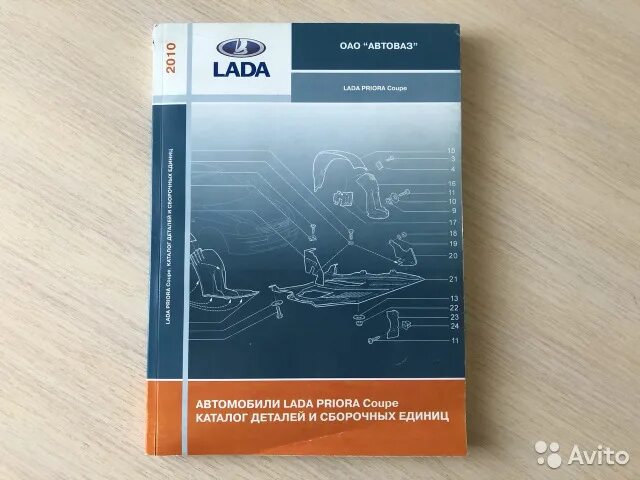 2010
LADA
ОАО "АВТОВАЗ"
LADA PRIORA Coupe
LADA PRIORA Coupe КАТАЛОГ ДЕТАЛЕЙ И СБОРОЧНЫХ ЕДИНИЦ
15
3
4
16
11
10
9
17
18
19
20
21
13
22
23
24
11
АВТОМОБИЛИ LADA PRIORA Coupe
КАТАЛОГ ДЕТАЛЕЙ И СБОРОЧНЫХ ЕДИНИЦ
Avito